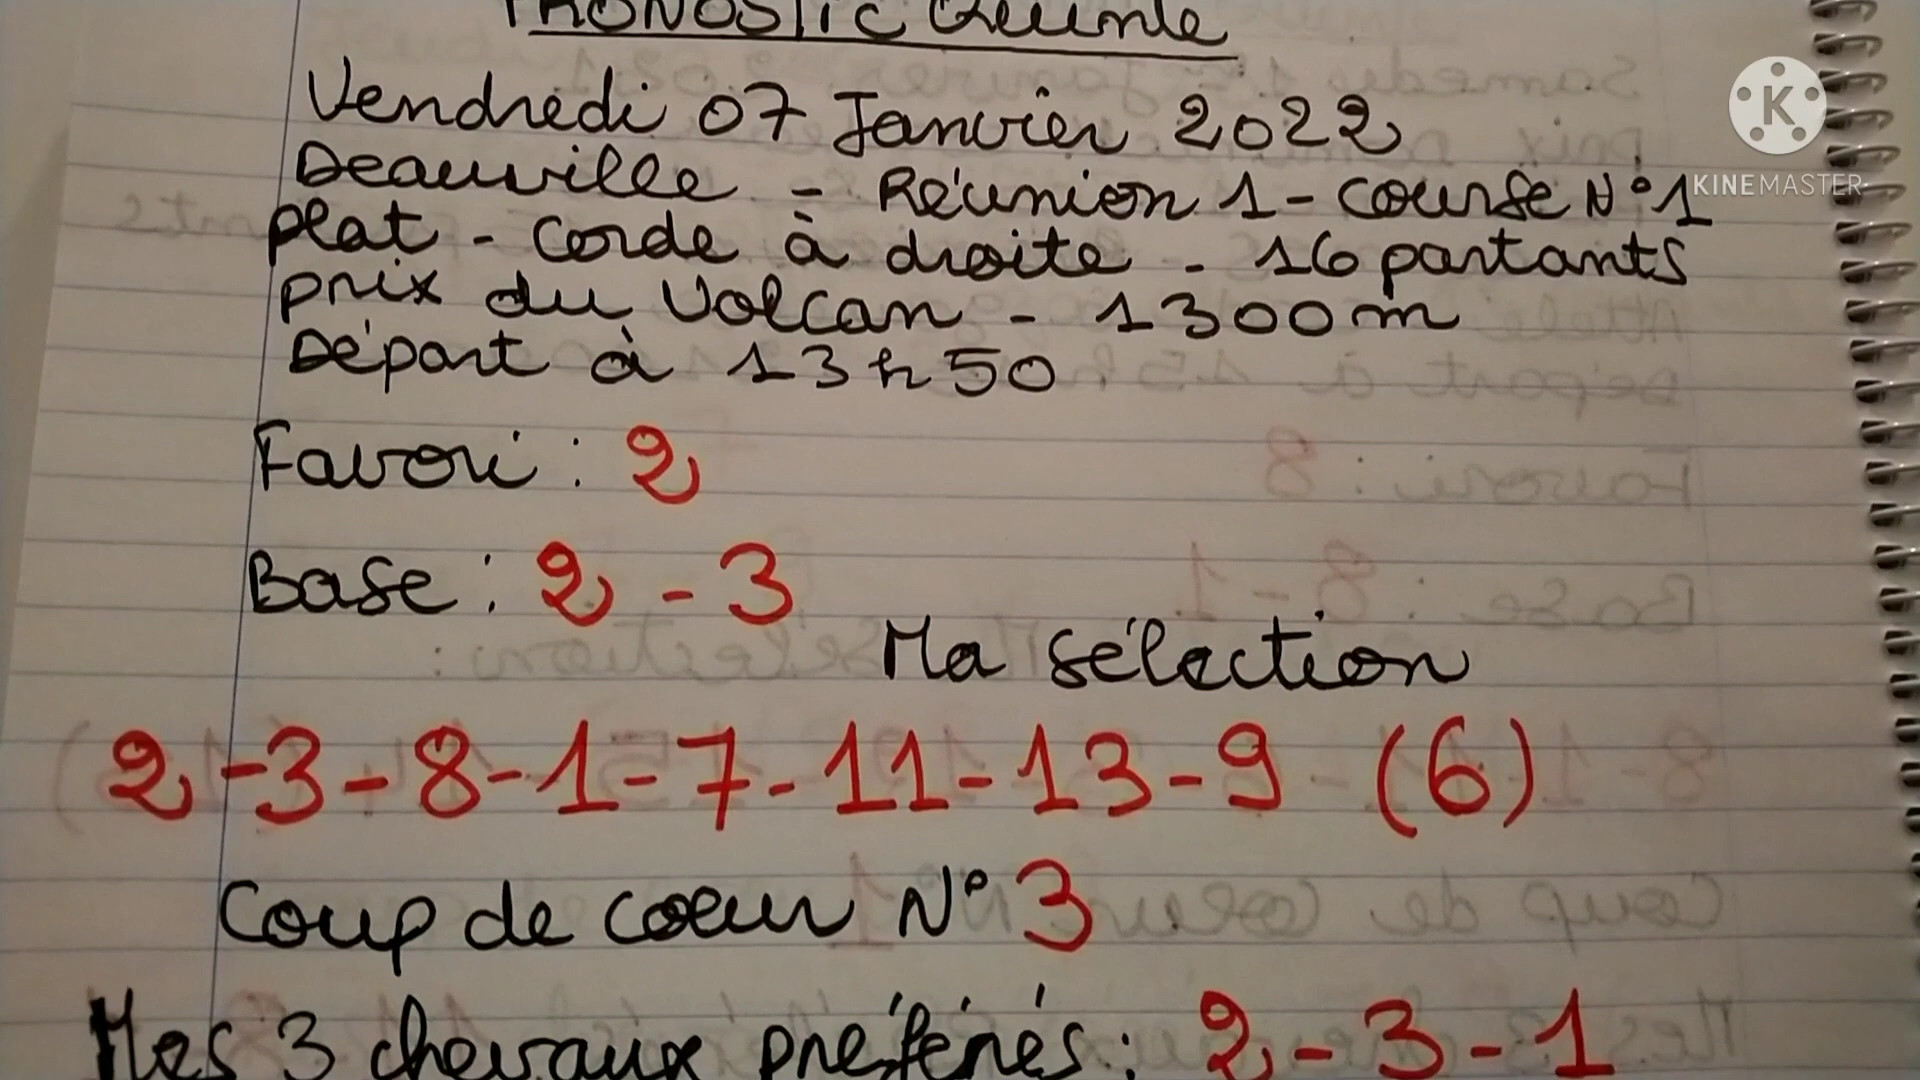 PRONOSTIC Quinté
Vendredi 07 Janvier 2022
Deauville - Réunion 1 - course N°1
plat - corde à droite - 16 partants
prix du Volcan - 1300m
Départ à 13h50
Favori : 2
Base : 2 - 3
Ma sélection
2 - 3 - 8 - 1 - 7 - 11 - 13 - 9 (6)
Coup de coeur N° 3
Mes 3 chevaux préférés : 2 - 3 - 1
K
KINEMASTER